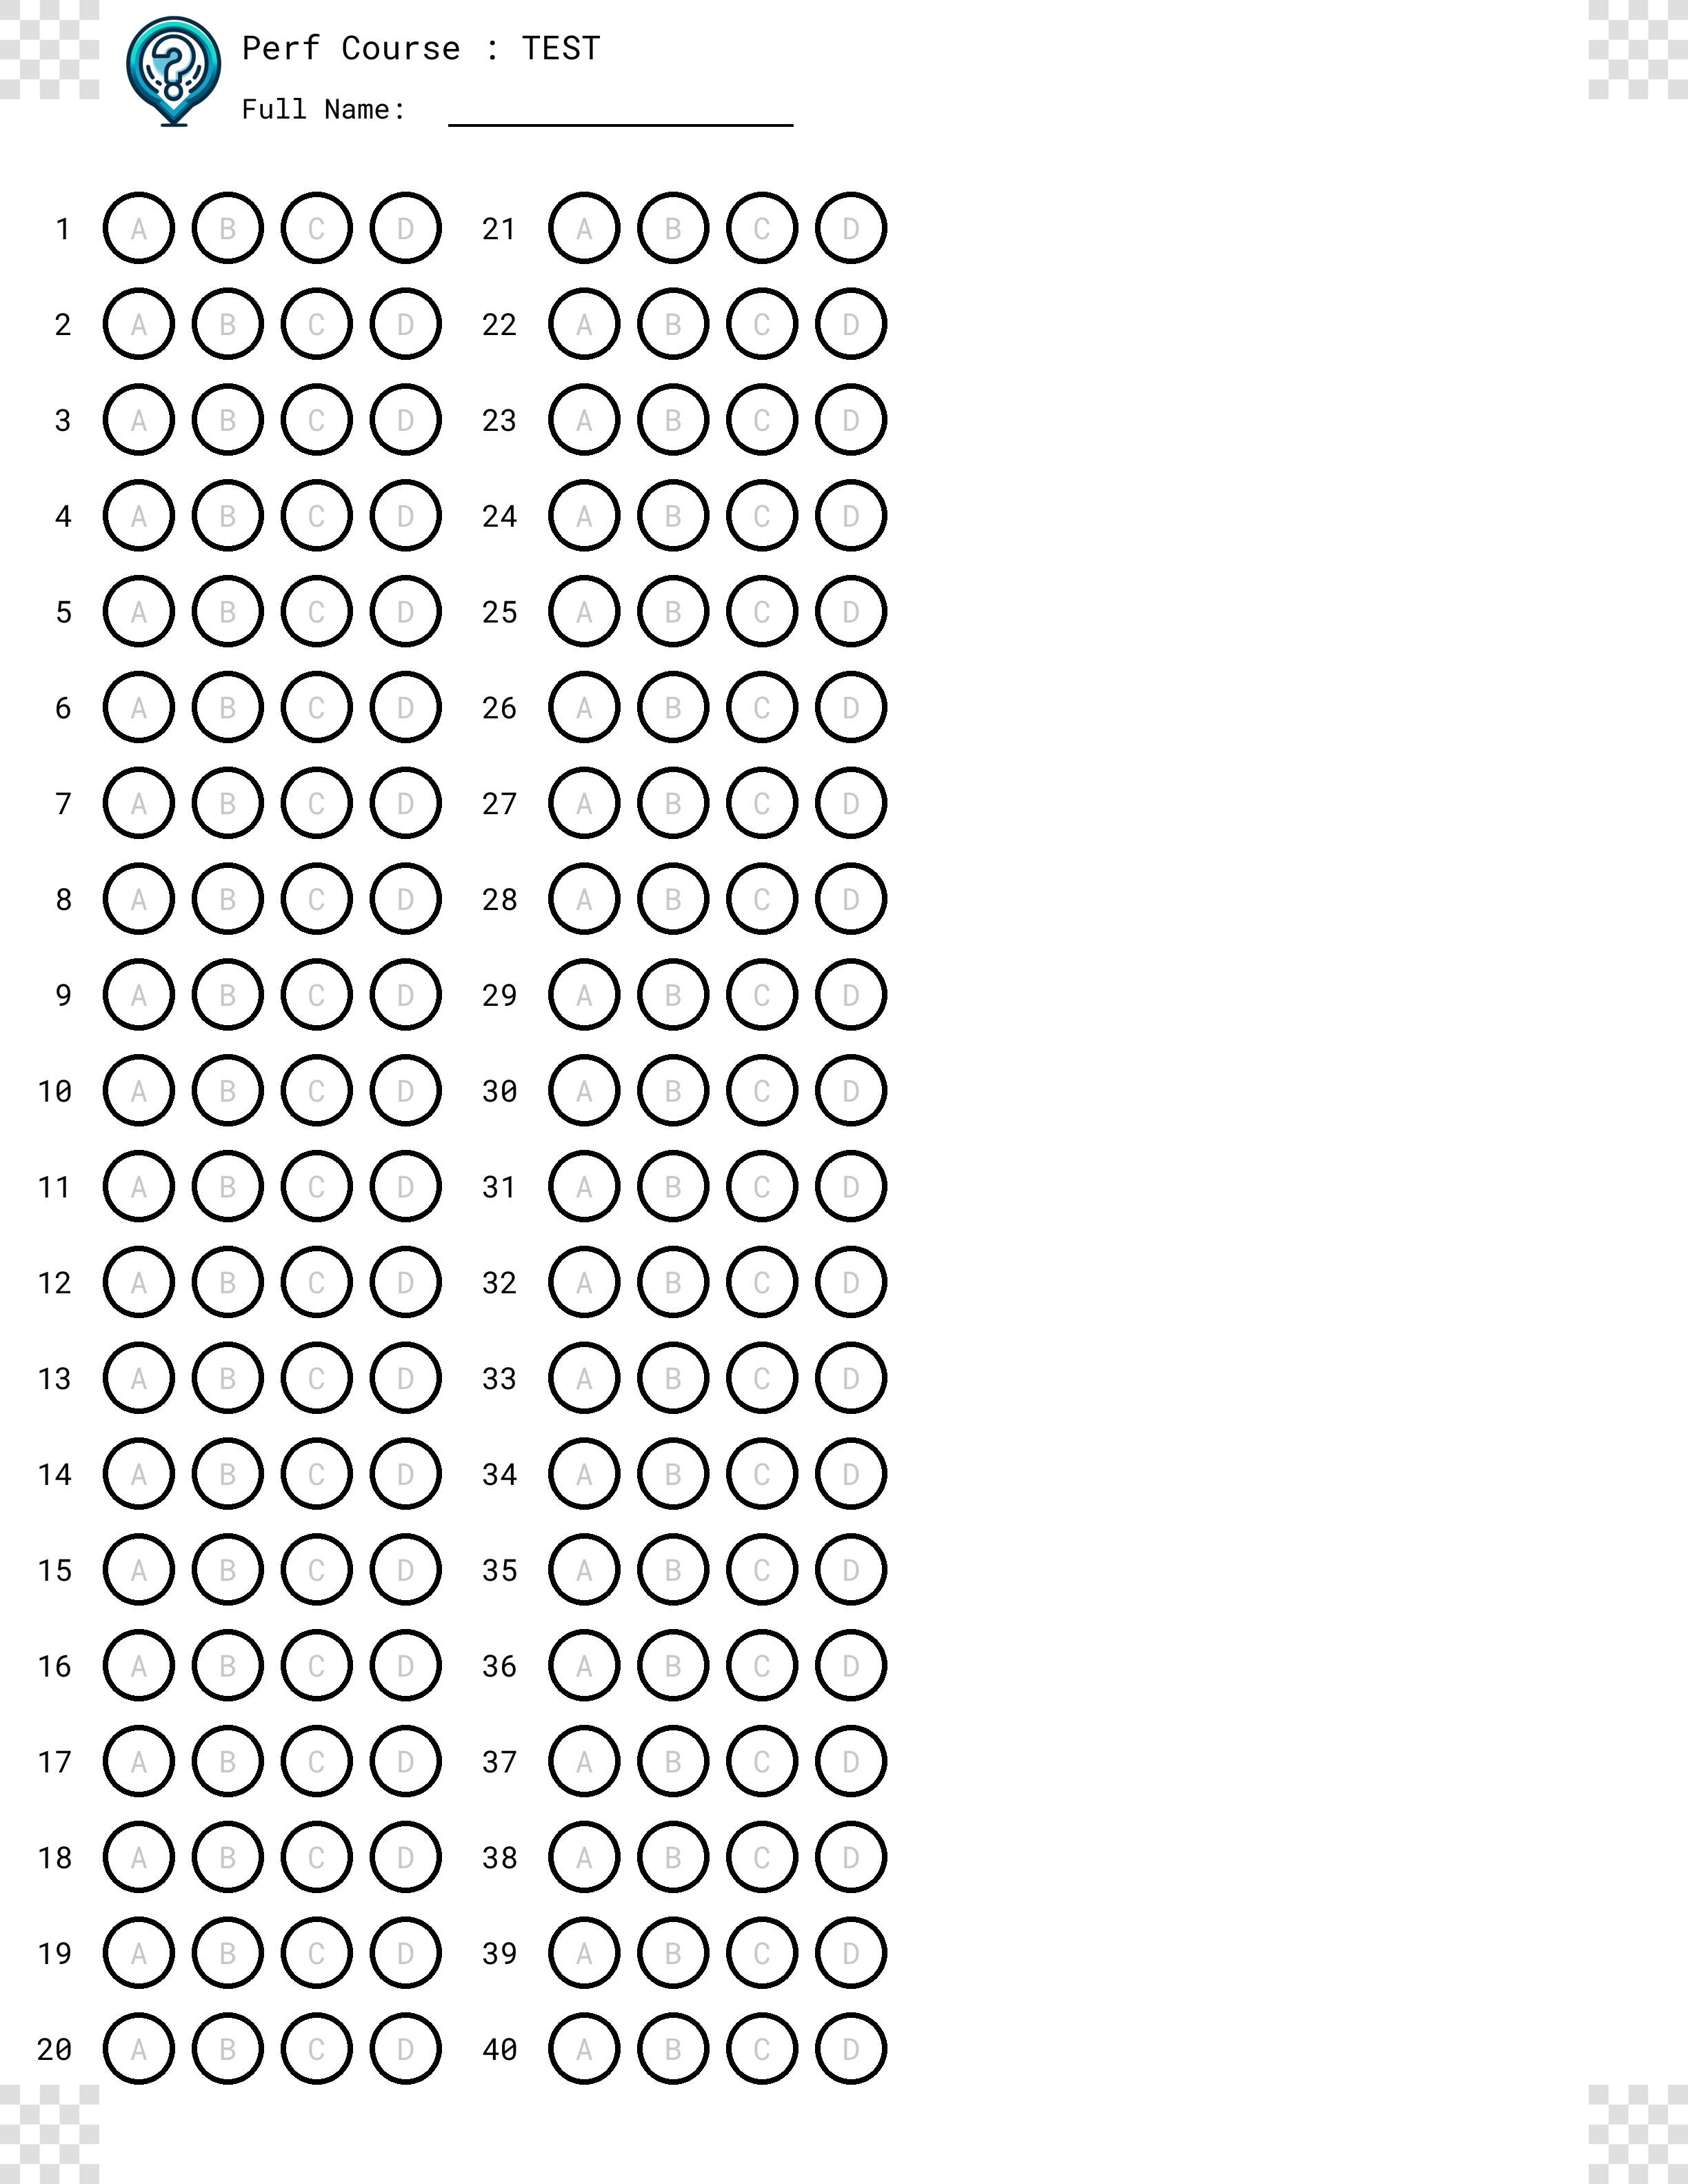 Perf Course : TEST
Full Name:
1 A B C D
2 A B C D
3 A B C D
4 A B C D
5 A B C D
6 A B C D
7 A B C D
8 A B C D
9 A B C D
10 A B C D
11 A B C D
12 A B C D
13 A B C D
14 A B C D
15 A B C D
16 A B C D
17 A B C D
18 A B C D
19 A B C D
20 A B C D
21 A B C D
22 A B C D
23 A B C D
24 A B C D
25 A B C D
26 A B C D
27 A B C D
28 A B C D
29 A B C D
30 A B C D
31 A B C D
32 A B C D
33 A B C D
34 A B C D
35 A B C D
36 A B C D
37 A B C D
38 A B C D
39 A B C D
40 A B C D